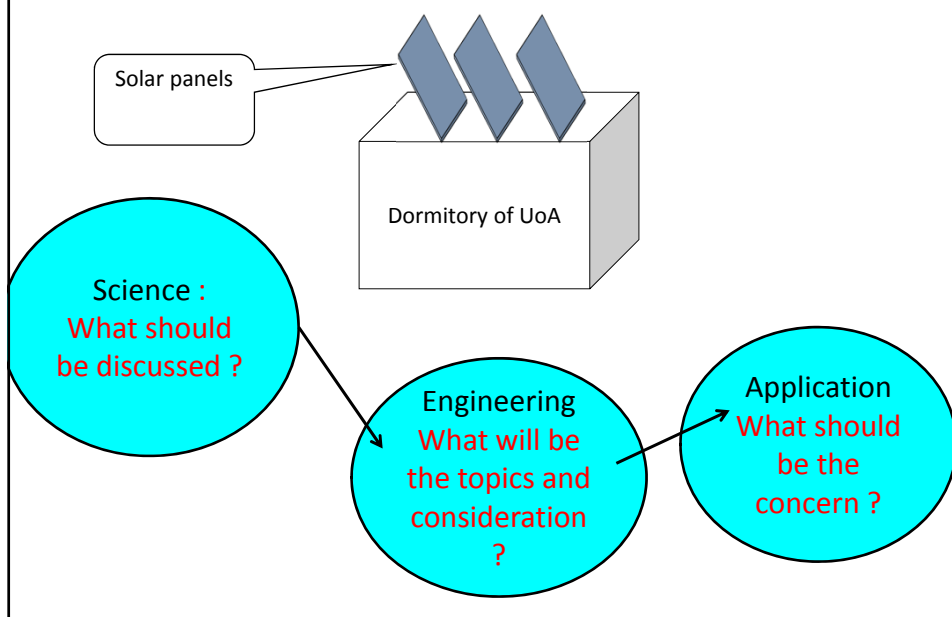 Solar panels
Dormitory of UoA
Science :
What should
be discussed ?
Engineering
What will be
the topics and
consideration
?
Application
What should
be the
concern ?